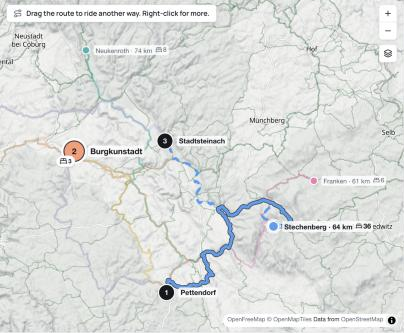 Drag the route to ride another way. Right-click for more.
+
−
Neustadt
bei Coburg
Neukenroth · 74 km 8
Hof
Münchberg
Selb
3 Stadtsteinach
2 Burgkunstadt
3
Franken - 61 km 6
Stechenberg · 64 km 36
edwitz
1 Pettendorf
OpenFreeMap © OpenMapTiles Data from OpenStreetMap